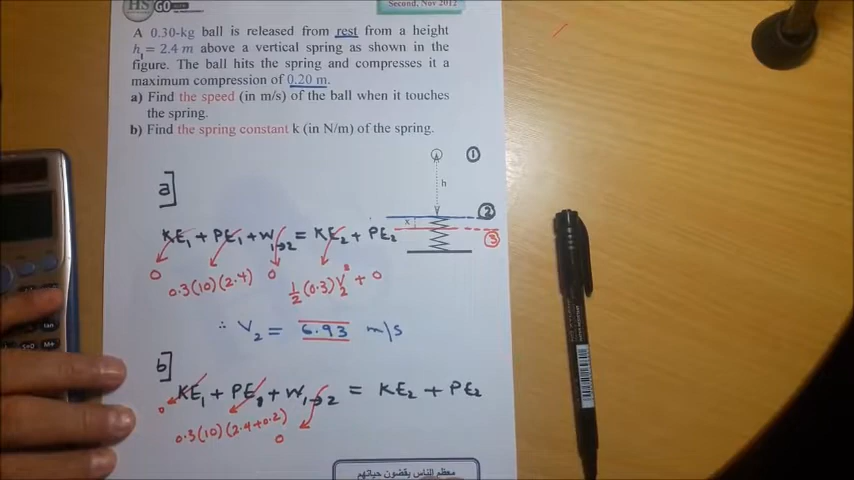 HS GO
Second, Nov 2012
A 0.30-kg ball is released from rest from a height
h₁ = 2.4 m above a vertical spring as shown in the
figure. The ball hits the spring and compresses it a
maximum compression of 0.20 m.
a) Find the speed (in m/s) of the ball when it touches
the spring.
b) Find the spring constant k (in N/m) of the spring.
①
h
②
x
③
a]
KE₁ + PE₁ + W₁→₂ = KE₂ + PE₂
0 0.3(10)(2.4) 0 ½(0.3)V₂² + 0
∴ V₂ = 6.93 m/s
b]
KE₁ + PE₁ + W₁→₂ = KE₂ + PE₂
0 0.3(10)(2.4+0.2) 0
معظم الناس يقضون حياتهم